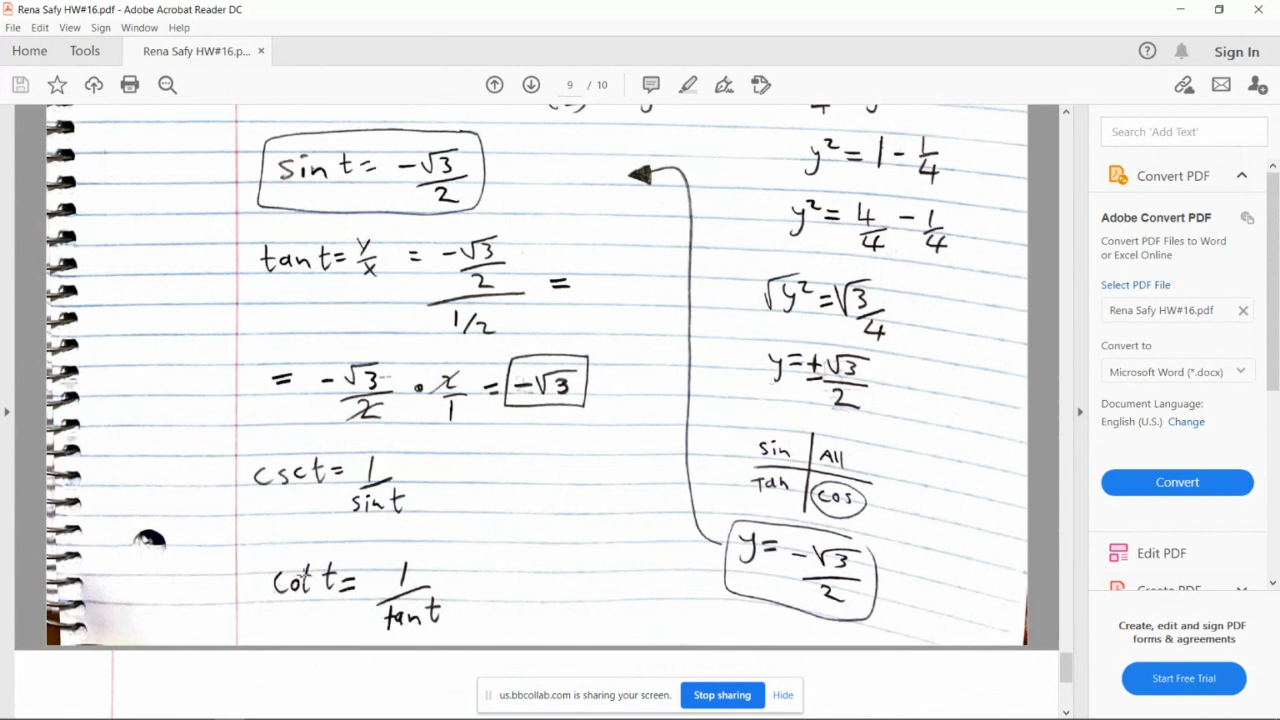 Rena Safy HW#16.pdf - Adobe Acrobat Reader DC
File Edit View Sign Window Help
Home Tools Rena Safy HW#16.p... × Sign In
9 / 10
sin t = -√3/2
tan t = y/x = (-√3/2)/(1/2) =
= -√3/2 • 2/1 = -√3
csc t = 1/sin t
cot t = 1/tan t
y² = 1 - 1/4
y² = 4/4 - 1/4
√y² = √3/4
y = ±√3/2
sin All
Tan cos
y = -√3/2
Search 'Add Text'
Convert PDF
Adobe Convert PDF
Convert PDF Files to Word
or Excel Online
Select PDF File
Rena Safy HW#16.pdf
Convert to
Microsoft Word (*.docx)
Document Language:
English (U.S.) Change
Convert
Edit PDF
Create PDF
Create, edit and sign PDF
forms & agreements
Start Free Trial
us.bbcollab.com is sharing your screen. Stop sharing Hide